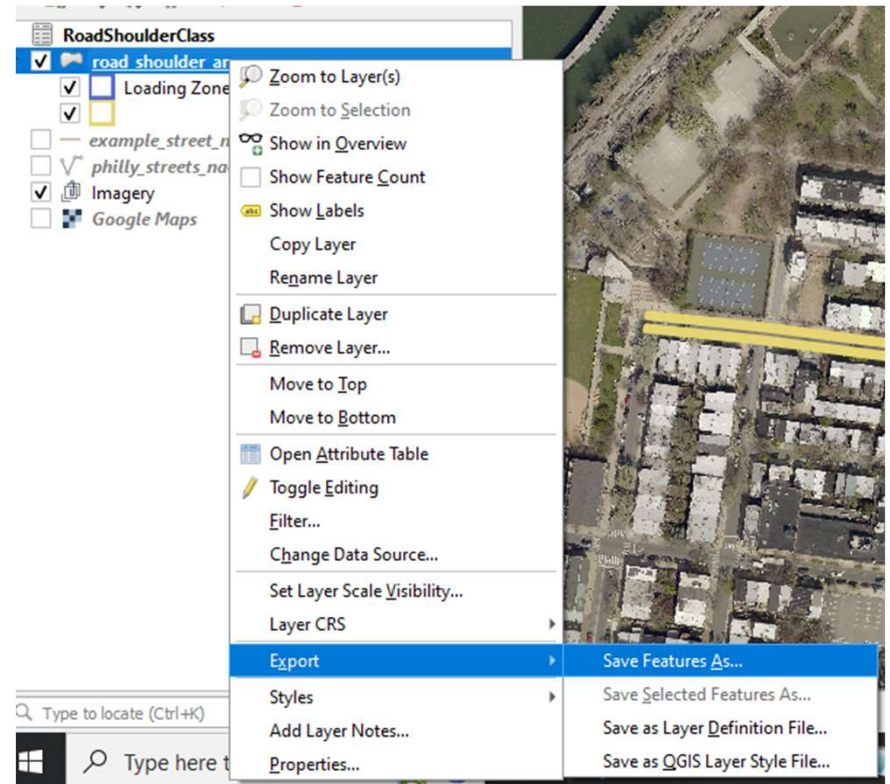 RoadShoulderClass
road_shoulder_ar
Loading Zone
example_street_n
philly_streets_na
Imagery
Google Maps
Zoom to Layer(s)
Zoom to Selection
Show in Overview
Show Feature Count
abc
Show Labels
Copy Layer
Rename Layer
Duplicate Layer
Remove Layer...
Move to Top
Move to Bottom
Open Attribute Table
Toggle Editing
Filter...
Change Data Source...
Set Layer Scale Visibility...
Layer CRS
Export
Styles
Add Layer Notes...
Properties...
Save Features As...
Save Selected Features As...
Save as Layer Definition File...
Save as QGIS Layer Style File...
Type to locate (Ctrl+K)
Type here t